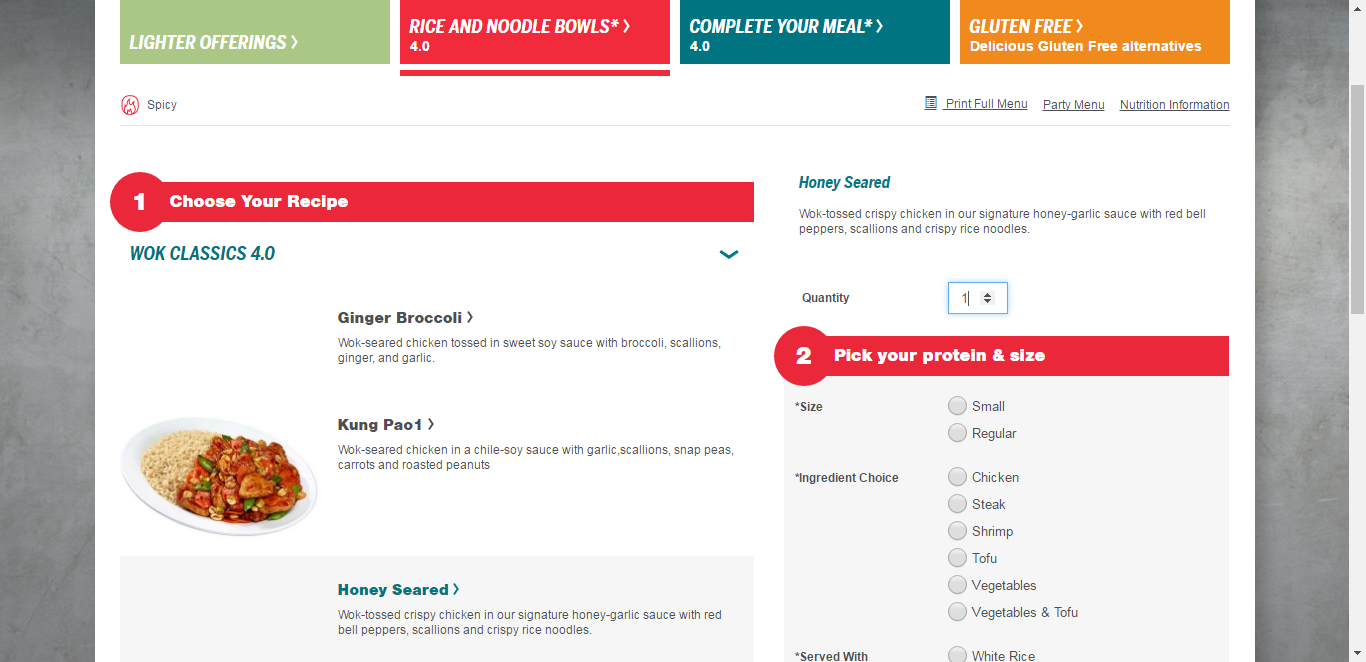 LIGHTER OFFERINGS >
RICE AND NOODLE BOWLS* >
4.0
COMPLETE YOUR MEAL* >
4.0
GLUTEN FREE >
Delicious Gluten Free alternatives
Spicy
Print Full Menu
Party Menu
Nutrition Information
1
Choose Your Recipe
WOK CLASSICS 4.0
Ginger Broccoli >
Wok-seared chicken tossed in sweet soy sauce with broccoli, scallions,
ginger, and garlic.
Kung Pao1 >
Wok-seared chicken in a chile-soy sauce with garlic,scallions, snap peas,
carrots and roasted peanuts
Honey Seared >
Wok-tossed crispy chicken in our signature honey-garlic sauce with red
bell peppers, scallions and crispy rice noodles.
Honey Seared
Wok-tossed crispy chicken in our signature honey-garlic sauce with red bell
peppers, scallions and crispy rice noodles.
Quantity
1
2
Pick your protein & size
*Size
Small
Regular
*Ingredient Choice
Chicken
Steak
Shrimp
Tofu
Vegetables
Vegetables & Tofu
*Served With
White Rice